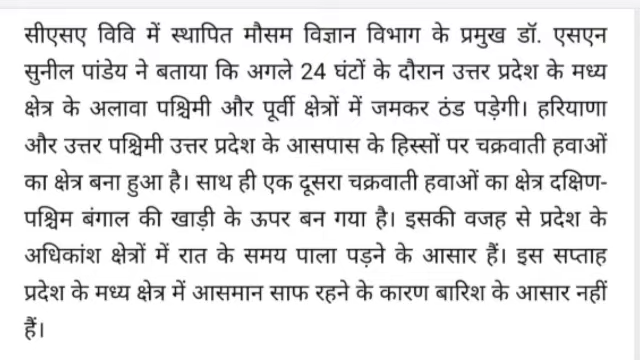 सीएसए विवि में स्थापित मौसम विज्ञान विभाग के प्रमुख डॉ. एसएन
सुनील पांडेय ने बताया कि अगले 24 घंटों के दौरान उत्तर प्रदेश के मध्य
क्षेत्र के अलावा पश्चिमी और पूर्वी क्षेत्रों में जमकर ठंड पड़ेगी। हरियाणा
और उत्तर पश्चिमी उत्तर प्रदेश के आसपास के हिस्सों पर चक्रवाती हवाओं
का क्षेत्र बना हुआ है। साथ ही एक दूसरा चक्रवाती हवाओं का क्षेत्र दक्षिण-
पश्चिम बंगाल की खाड़ी के ऊपर बन गया है। इसकी वजह से प्रदेश के
अधिकांश क्षेत्रों में रात के समय पाला पड़ने के आसार हैं। इस सप्ताह
प्रदेश के मध्य क्षेत्र में आसमान साफ रहने के कारण बारिश के आसार नहीं
हैं।